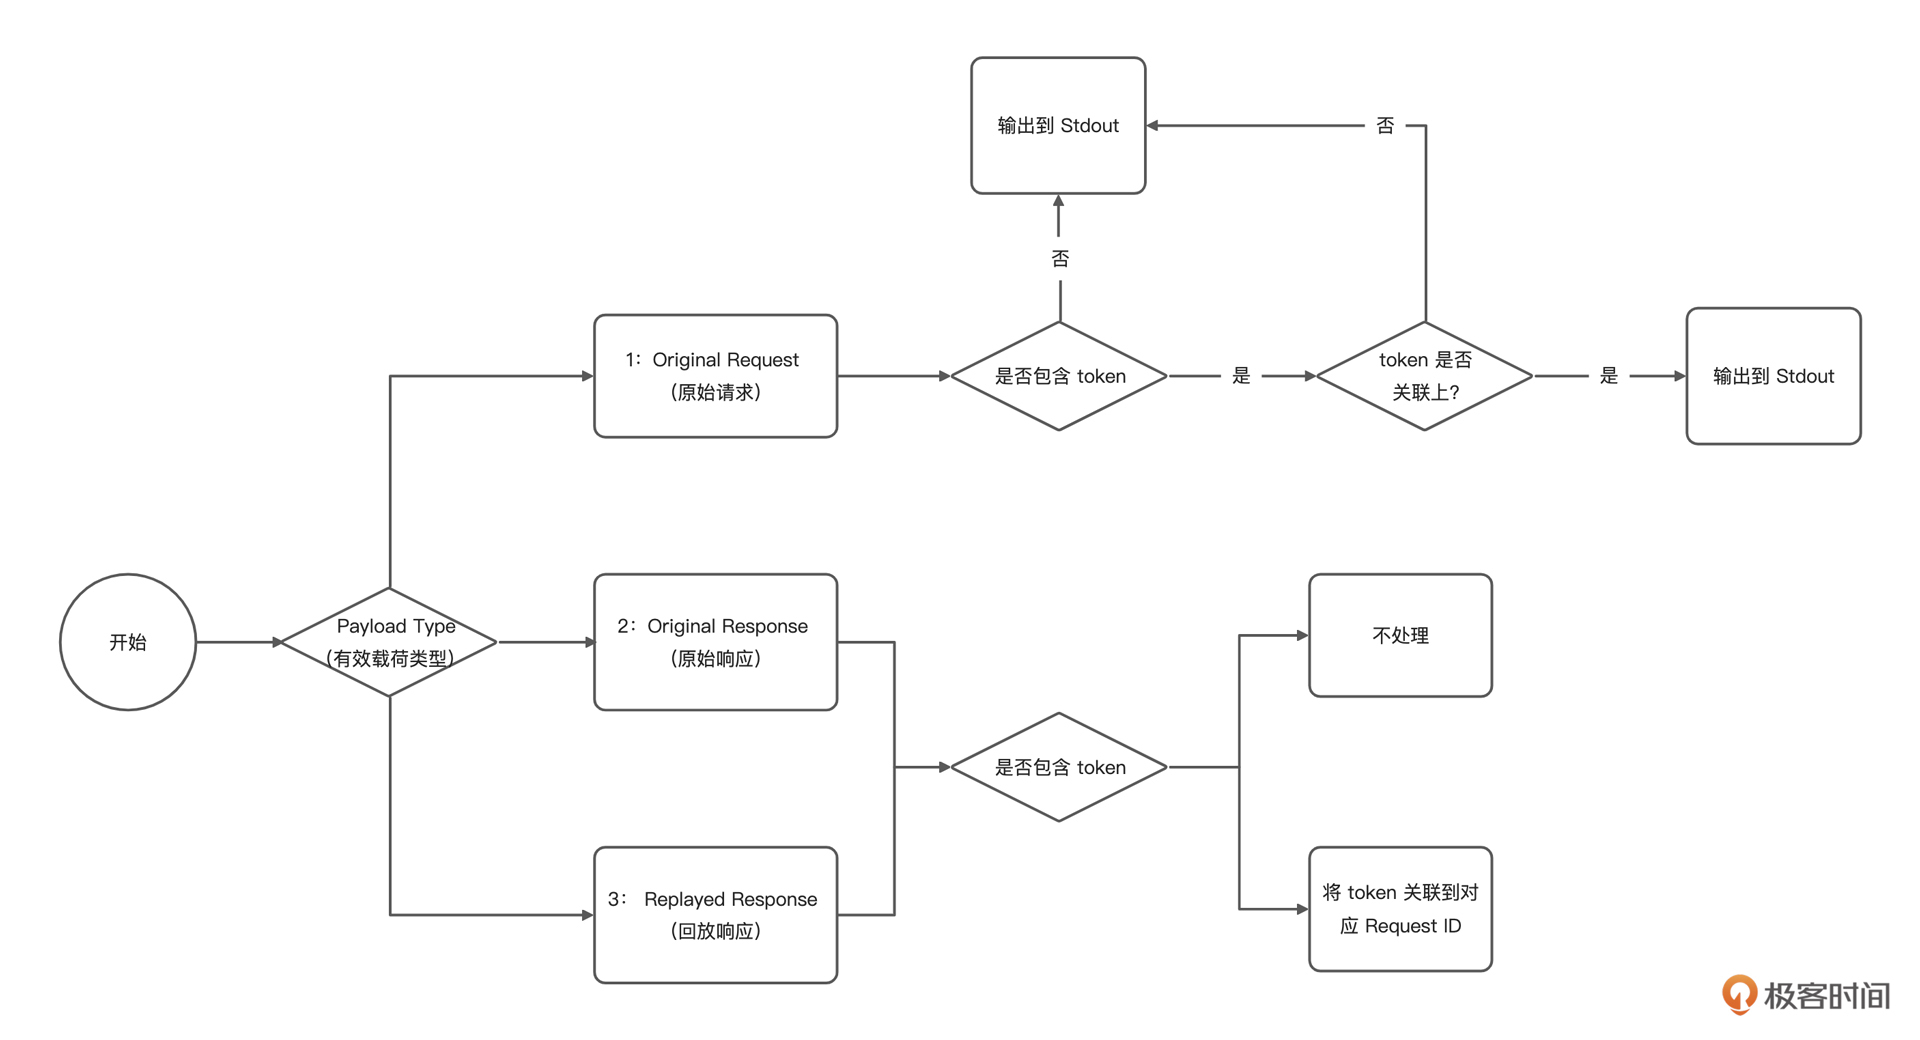 输出到 Stdout
否
否
1：Original Request
（原始请求）
是否包含 token
是
token 是否
关联上？
是
输出到 Stdout
开始
Payload Type
（有效载荷类型）
2：Original Response
（原始响应）
不处理
是否包含 token
3： Replayed Response
（回放响应）
将 token 关联到对
应 Request ID
极客时间